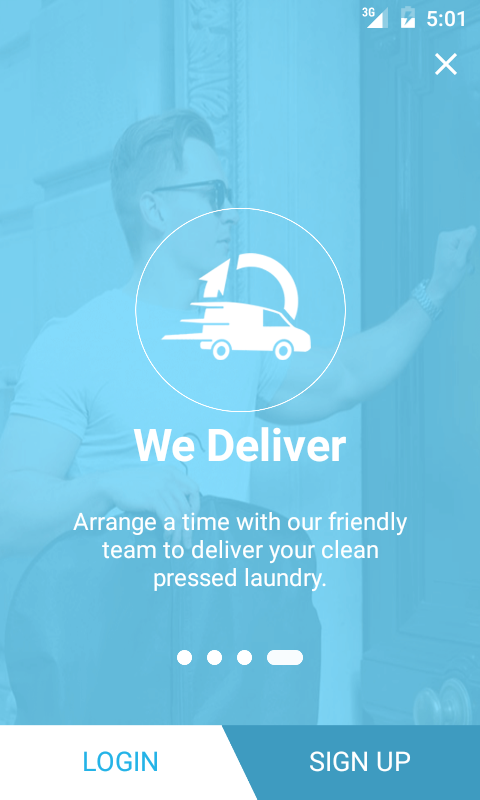 3G
5:01
We Deliver
Arrange a time with our friendly
team to deliver your clean
pressed laundry.
LOGIN
SIGN UP